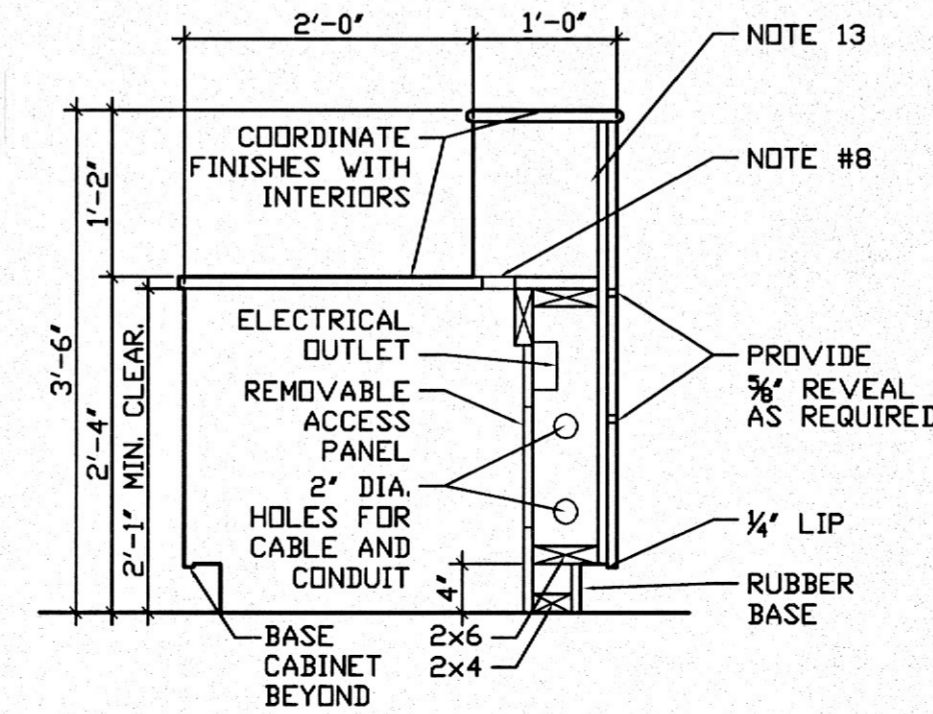 2'-0"
1'-0"
NOTE 13
COORDINATE
FINISHES WITH
INTERIORS
NOTE #8
1'-2"
3'-6"
2'-4"
2'-1" MIN. CLEAR.
ELECTRICAL
OUTLET
REMOVABLE
ACCESS
PANEL
2" DIA.
HOLES FOR
CABLE AND
CONDUIT
PROVIDE
5/8" REVEAL
AS REQUIRED
1/4" LIP
4"
RUBBER
BASE
BASE
CABINET
BEYOND
2x6
2x4